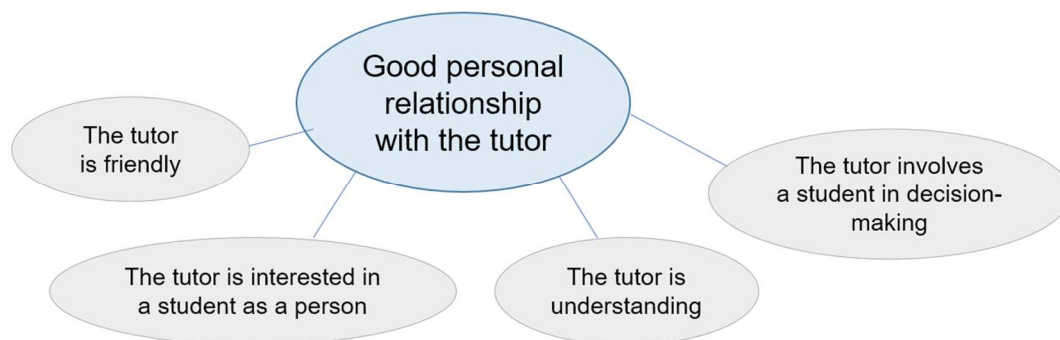 Good personal
relationship
with the tutor
The tutor
is friendly
The tutor involves
a student in decision-
making
The tutor is interested in
a student as a person
The tutor is
understanding